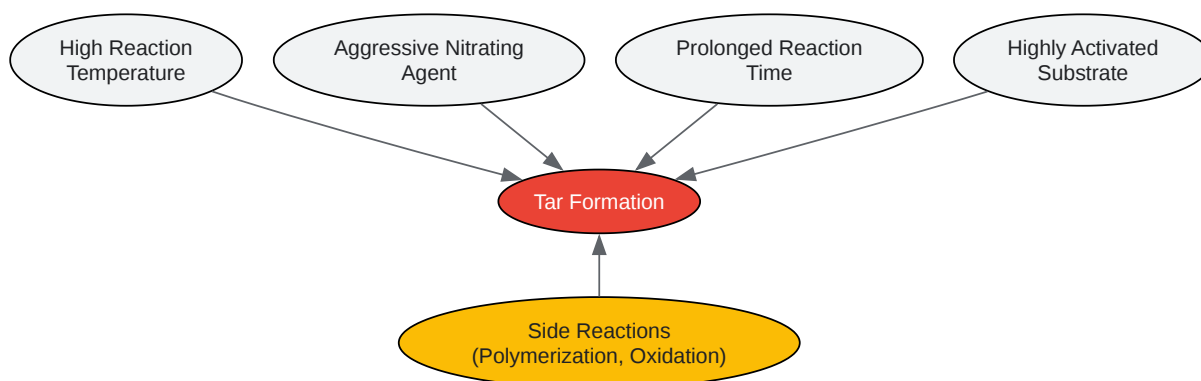 High Reaction
Temperature
Aggressive Nitrating
Agent
Prolonged Reaction
Time
Highly Activated
Substrate
Tar Formation
Side Reactions
(Polymerization, Oxidation)